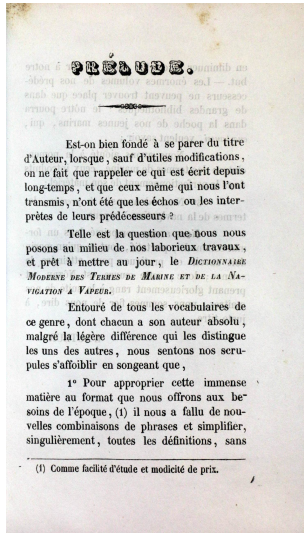 PRÉLUDE.
Est-on bien fondé à se parer du titre
d'Auteur, lorsque, sauf d'utiles modifications,
on ne fait que rappeler ce qui est écrit depuis
long-temps, et que ceux même qui nous l'ont
transmis, n'ont été que les échos ou les inter-
prètes de leurs prédécesseurs ?
Telle est la question que nous nous
posons au milieu de nos laborieux travaux,
et prêt à mettre au jour, le DICTIONNAIRE
MODERNE DES TERMES DE MARINE ET DE LA NA-
VIGATION A VAPEUR.
Entouré de tous les vocabulaires de
ce genre, dont chacun a son auteur absolu,
malgré la légère différence qui les distingue
les uns des autres, nous sentons nos scru-
pules s'affoiblir en songeant que,
1º Pour approprier cette immense
matière au format que nous offrons aux be-
soins de l'époque, (1) il nous a fallu de nou-
velles combinaisons de phrases et simplifier,
singulièrement, toutes les définitions, sans
(1) Comme facilité d'étude et modicité de prix.